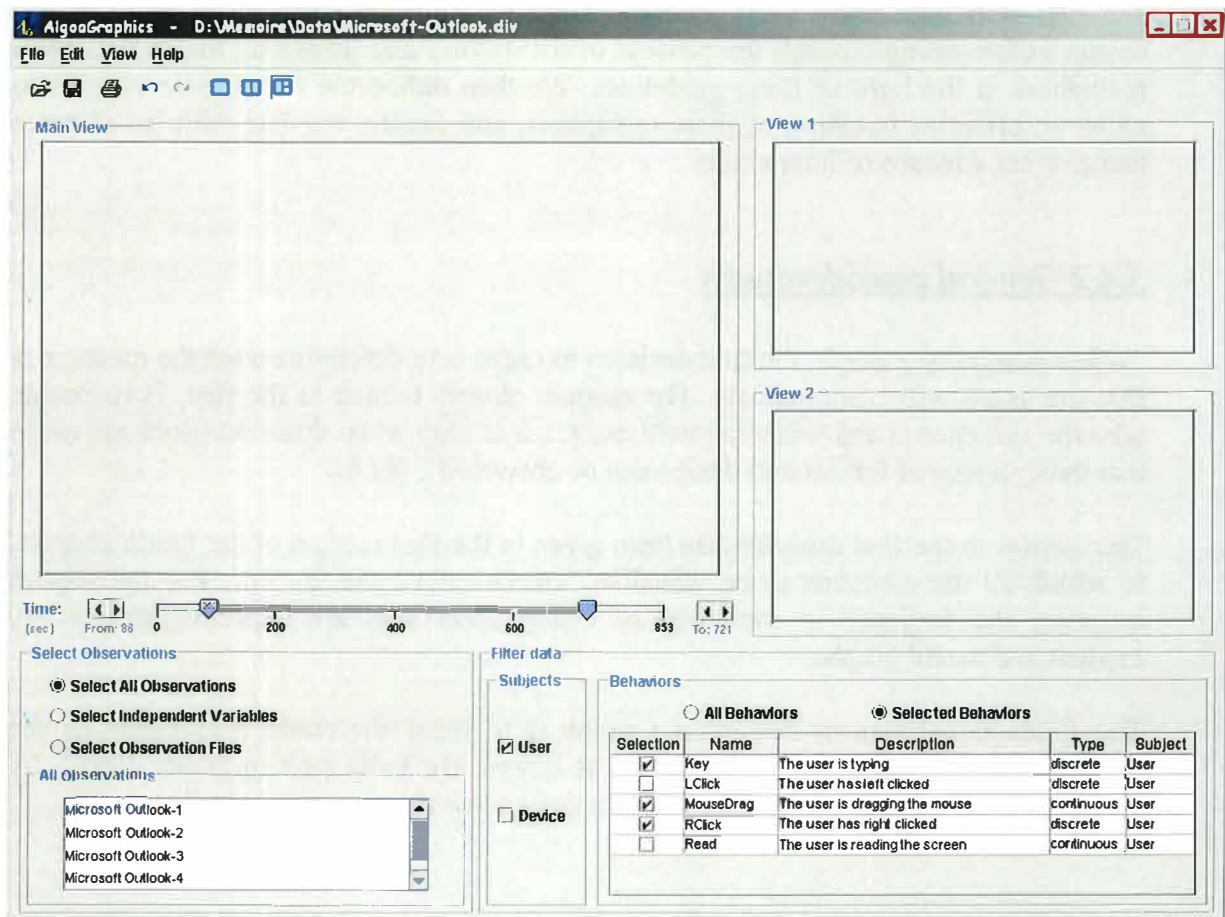 AlgoaGraphics - D:\Memoire\Data\Microsoft-Outlook.div
File Edit View Help
Main View
View 1
View 2
Time:
(sec)
From: 86
0 200 400 600 853
To: 721
Select Observations
Select All Observations
Select Independent Variables
Select Observation Files
All Observations
Microsoft Outlook-1
Microsoft Outlook-2
Microsoft Outlook-3
Microsoft Outlook-4
Filter data
Subjects
User
Device
Behaviors
All Behaviors Selected Behaviors
Selection Name Description Type Subject
Key The user is typing discrete User
LClick The user has left clicked discrete User
MouseDrag The user is dragging the mouse continuous User
RClick The user has right clicked discrete User
Read The user is reading the screen continuous User